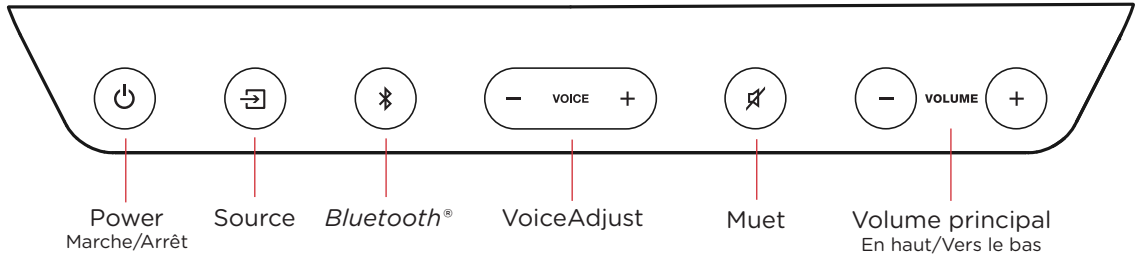 − VOICE +
− VOLUME +
Power
Marche/Arrêt
Source
Bluetooth®
VoiceAdjust
Muet
Volume principal
En haut/Vers le bas